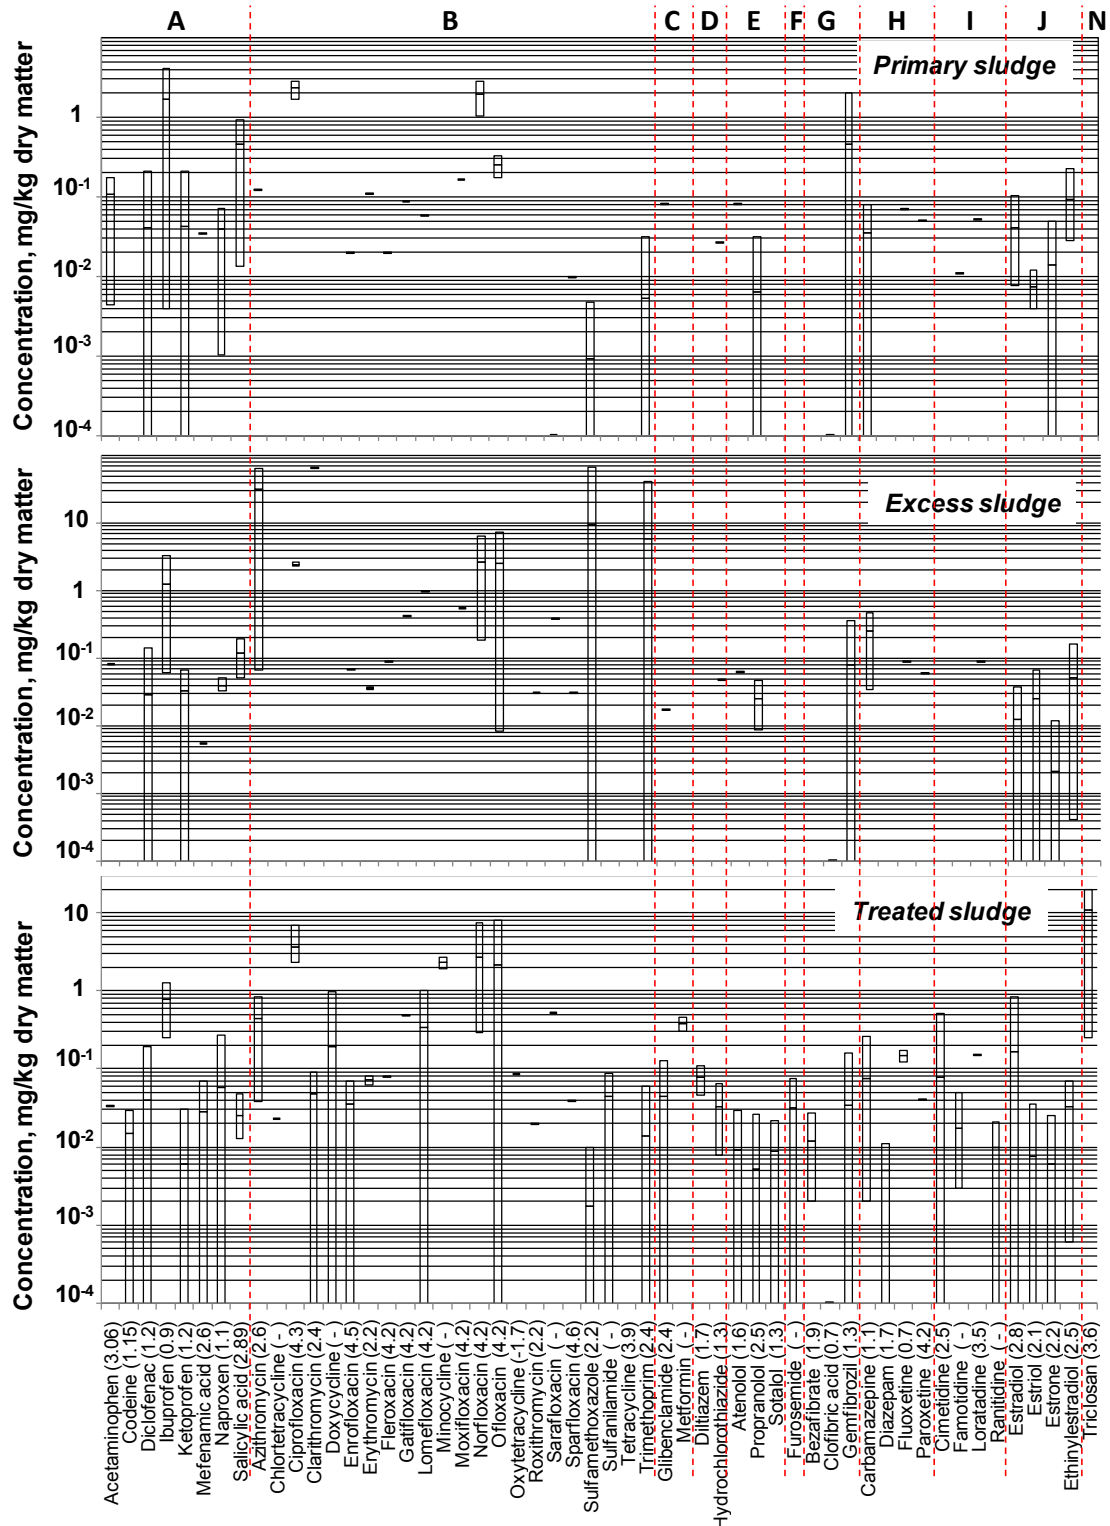 A B C D E F G H I J N
Concentration, mg/kg dry matter
Primary sludge
1
10-1
10-2
10-3
10-4
Concentration, mg/kg dry matter
Excess sludge
10
1
10-1
10-2
10-3
10-4
Concentration, mg/kg dry matter
Treated sludge
10
1
10-1
10-2
10-3
10-4
Acetaminophen (3.06)
Codeine (1.15)
Diclofenac (1.2)
Ibuprofen (0.9)
Ketoprofen (1.2)
Mefenamic acid (2.6)
Naproxen (1.1)
Salicylic acid (2.89)
Azithromycin (2.6)
Chlortetracycline ( - )
Ciprofloxacin (4.3)
Clarithromycin (2.4)
Doxycycline ( - )
Enrofloxacin (4.5)
Erythromycin (2.2)
Fleroxacin (4.2)
Gatifloxacin (4.2)
Lomefloxacin (4.2)
Minocycline ( - )
Moxifloxacin (4.2)
Norfloxacin (4.2)
Ofloxacin (4.2)
Oxytetracycline (-1.7)
Roxithromycin (2.2)
Sarafloxacin ( - )
Sparfloxacin (4.6)
Sulfamethoxazole (2.2)
Sulfanilamide ( - )
Tetracycline (3.9)
Trimethoprim (2.4)
Glibenclamide (2.4)
Metformin ( - )
Dilitiazem (1.7)
Hydrochlorothiazide (1.3)
Atenolol (1.6)
Propranolol (2.5)
Sotalol (1.3)
Furosemide ( - )
Bezafibrate (1.9)
Clofibric acid (0.7)
Gemfibrozil (1.3)
Carbamazepine (1.1)
Diazepam (1.7)
Fluoxetine (0.7)
Paroxetine (4.2)
Cimetidine (2.5)
Famotidine ( - )
Loratadine (3.5)
Ranitidine ( - )
Estradiol (2.8)
Estriol (2.1)
Estrone (2.2)
Ethinylestradiol (2.5)
Triclosan (3.6)